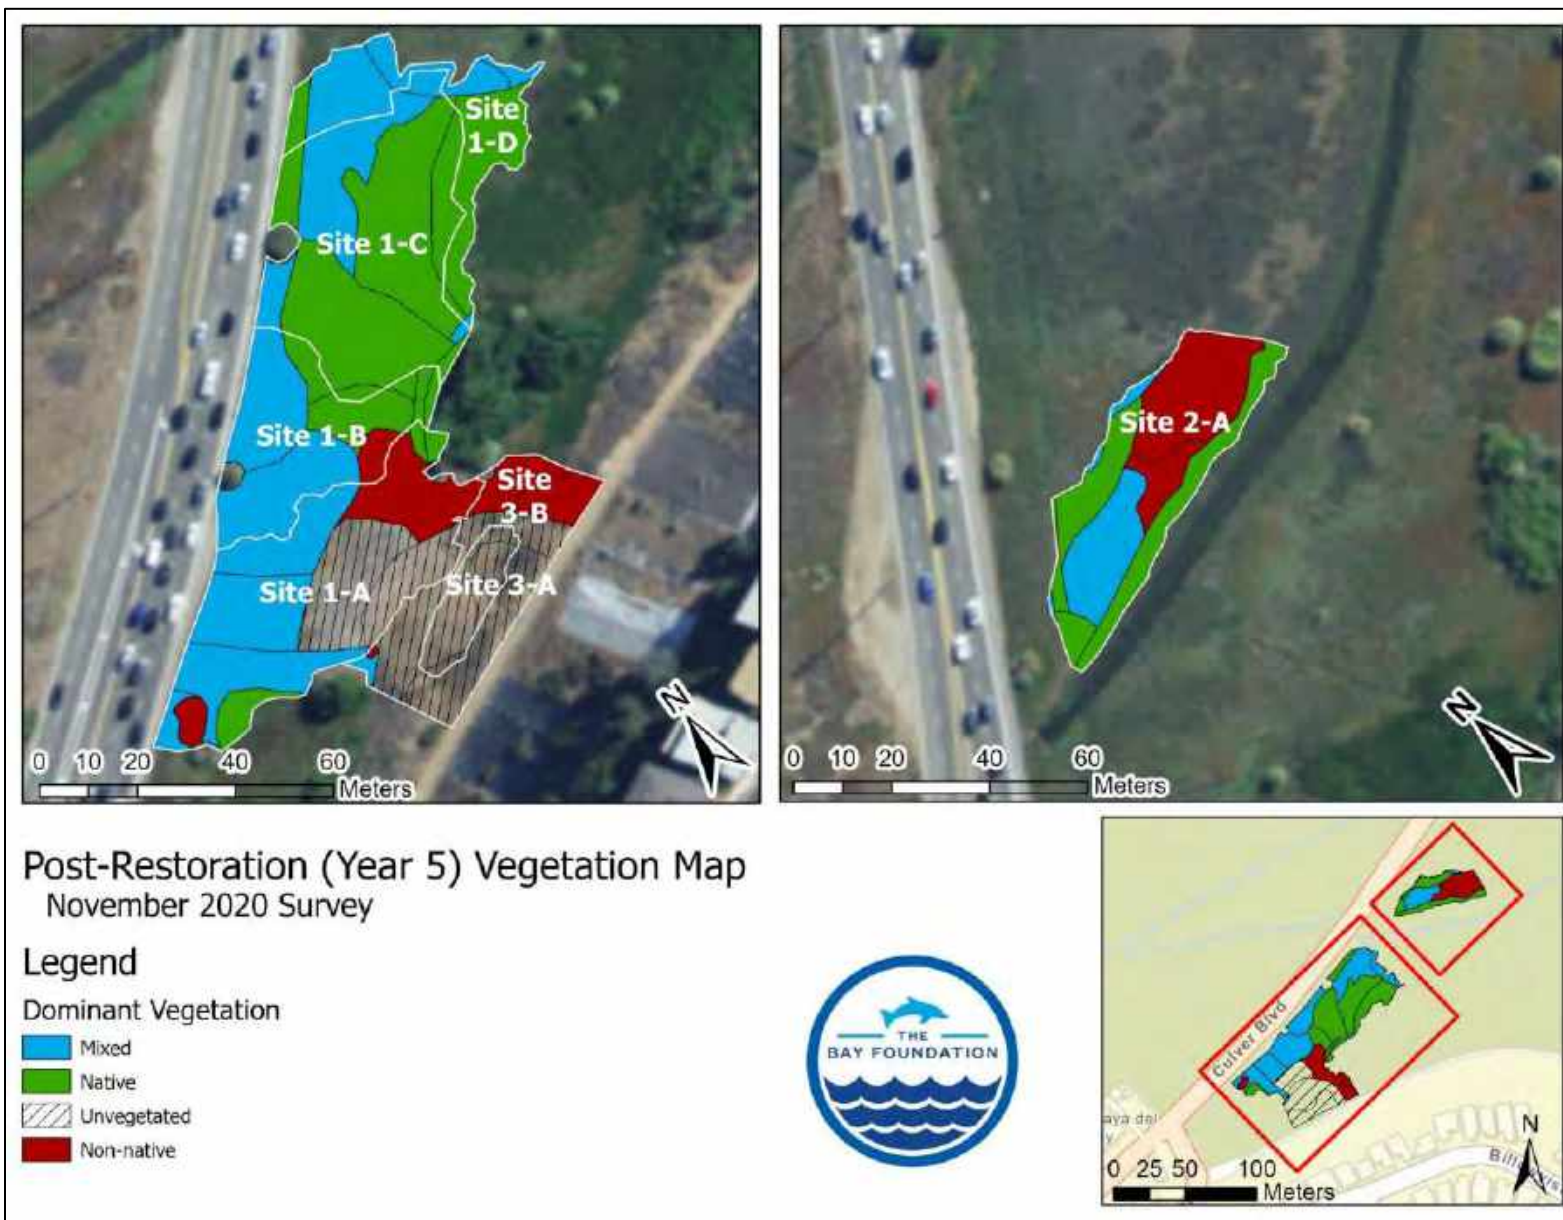 Site
1-D
Site 1-C
Site 1-B
Site
3-B
Site 1-A
Site 3-A
N
0 10 20 40 60
Meters
Site 2-A
N
0 10 20 40 60
Meters
Post-Restoration (Year 5) Vegetation Map
November 2020 Survey
Legend
Dominant Vegetation
Mixed
Native
Unvegetated
Non-native
THE
BAY FOUNDATION
Culver Blvd
aya del
y
N
0 25 50 100
Meters